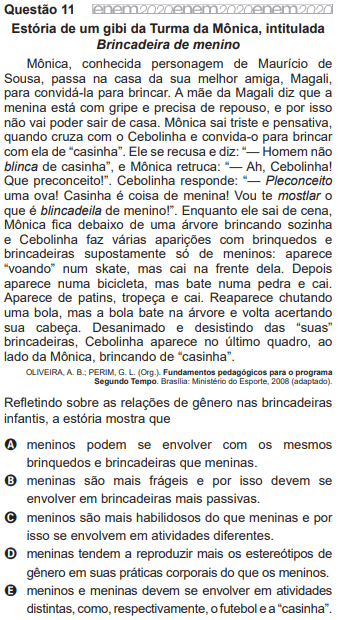 Questão 11 enem2020enem2020enem2020
Estória de um gibi da Turma da Mônica, intitulada
Brincadeira de menino
Mônica, conhecida personagem de Maurício de
Sousa, passa na casa da sua melhor amiga, Magali,
para convidá-la para brincar. A mãe da Magali diz que a
menina está com gripe e precisa de repouso, e por isso
não vai poder sair de casa. Mônica sai triste e pensativa,
quando cruza com o Cebolinha e convida-o para brincar
com ela de “casinha”. Ele se recusa e diz: “— Homem não
blinca de casinha”, e Mônica retruca: “— Ah, Cebolinha!
Que preconceito!”. Cebolinha responde: “— Pleconceito
uma ova! Casinha é coisa de menina! Vou te mostlar o
que é blincadeila de menino!”. Enquanto ele sai de cena,
Mônica fica debaixo de uma árvore brincando sozinha
e Cebolinha faz várias aparições com brinquedos e
brincadeiras supostamente só de meninos: aparece
“voando” num skate, mas cai na frente dela. Depois
aparece numa bicicleta, mas bate numa pedra e cai.
Aparece de patins, tropeça e cai. Reaparece chutando
uma bola, mas a bola bate na árvore e volta acertando
sua cabeça. Desanimado e desistindo das “suas”
brincadeiras, Cebolinha aparece no último quadro, ao
lado da Mônica, brincando de “casinha”.
OLIVEIRA, A. B.; PERIM, G. L. (Org.). Fundamentos pedagógicos para o programa
Segundo Tempo. Brasília: Ministério do Esporte, 2008 (adaptado).
Refletindo sobre as relações de gênero nas brincadeiras
infantis, a estória mostra que
A meninos podem se envolver com os mesmos
brinquedos e brincadeiras que meninas.
B meninas são mais frágeis e por isso devem se
envolver em brincadeiras mais passivas.
C meninos são mais habilidosos do que meninas e por
isso se envolvem em atividades diferentes.
D meninas tendem a reproduzir mais os estereótipos de
gênero em suas práticas corporais do que os meninos.
E meninos e meninas devem se envolver em atividades
distintas, como, respectivamente, o futebol e a “casinha”.